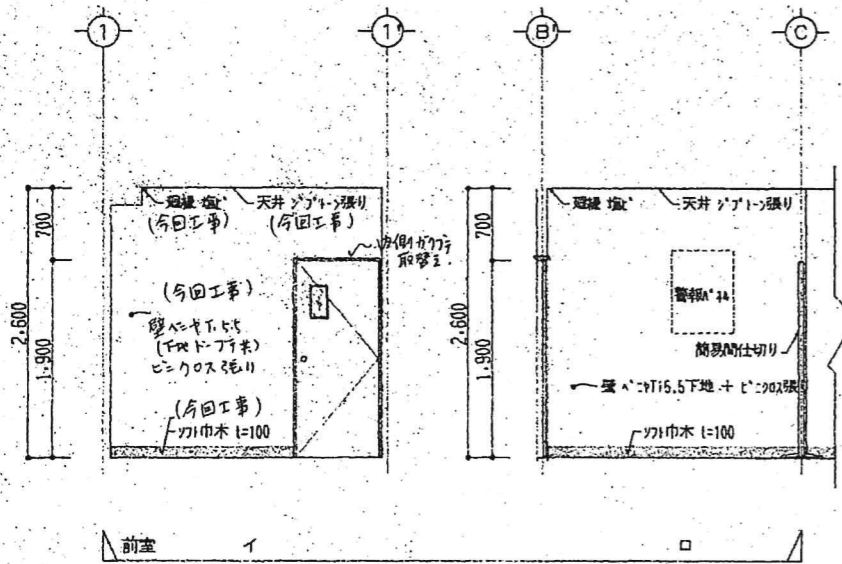 1
1'
B'
C
廻縁 塩ビ
(今回工事)
天井 ジプトーン張り
(今回工事)
700
2.600
1.900
内側ガクブチ
取替え.
(今回工事)
壁ベニヤT:5.5
ビニクロス張り
(今回工事)
ソフト巾木 t=100
廻縁 塩ビ
天井 ジプトーン張り
700
2.600
1.900
警報パネル
簡易間仕切り
壁 ベニヤT:5.5下地 + ビニクロス張り
ソフト巾木 t=100
前室
イ
ロ